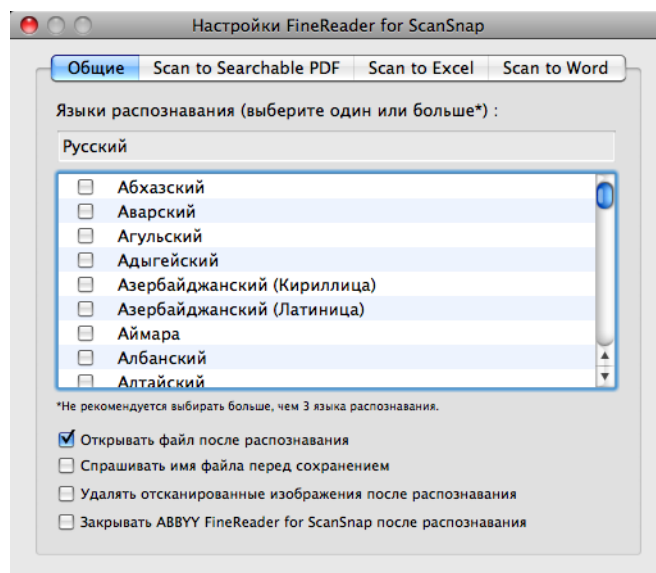 Настройки FineReader for ScanSnap
Общие Scan to Searchable PDF Scan to Excel Scan to Word
Языки распознавания (выберите один или больше*) :
Русский
Абхазский
Аварский
Агульский
Адыгейский
Азербайджанский (Кириллица)
Азербайджанский (Латиница)
Аймара
Албанский
Алтайский
*Не рекомендуется выбирать больше, чем 3 языка распознавания.
Открывать файл после распознавания
Спрашивать имя файла перед сохранением
Удалять отсканированные изображения после распознавания
Закрывать ABBYY FineReader for ScanSnap после распознавания